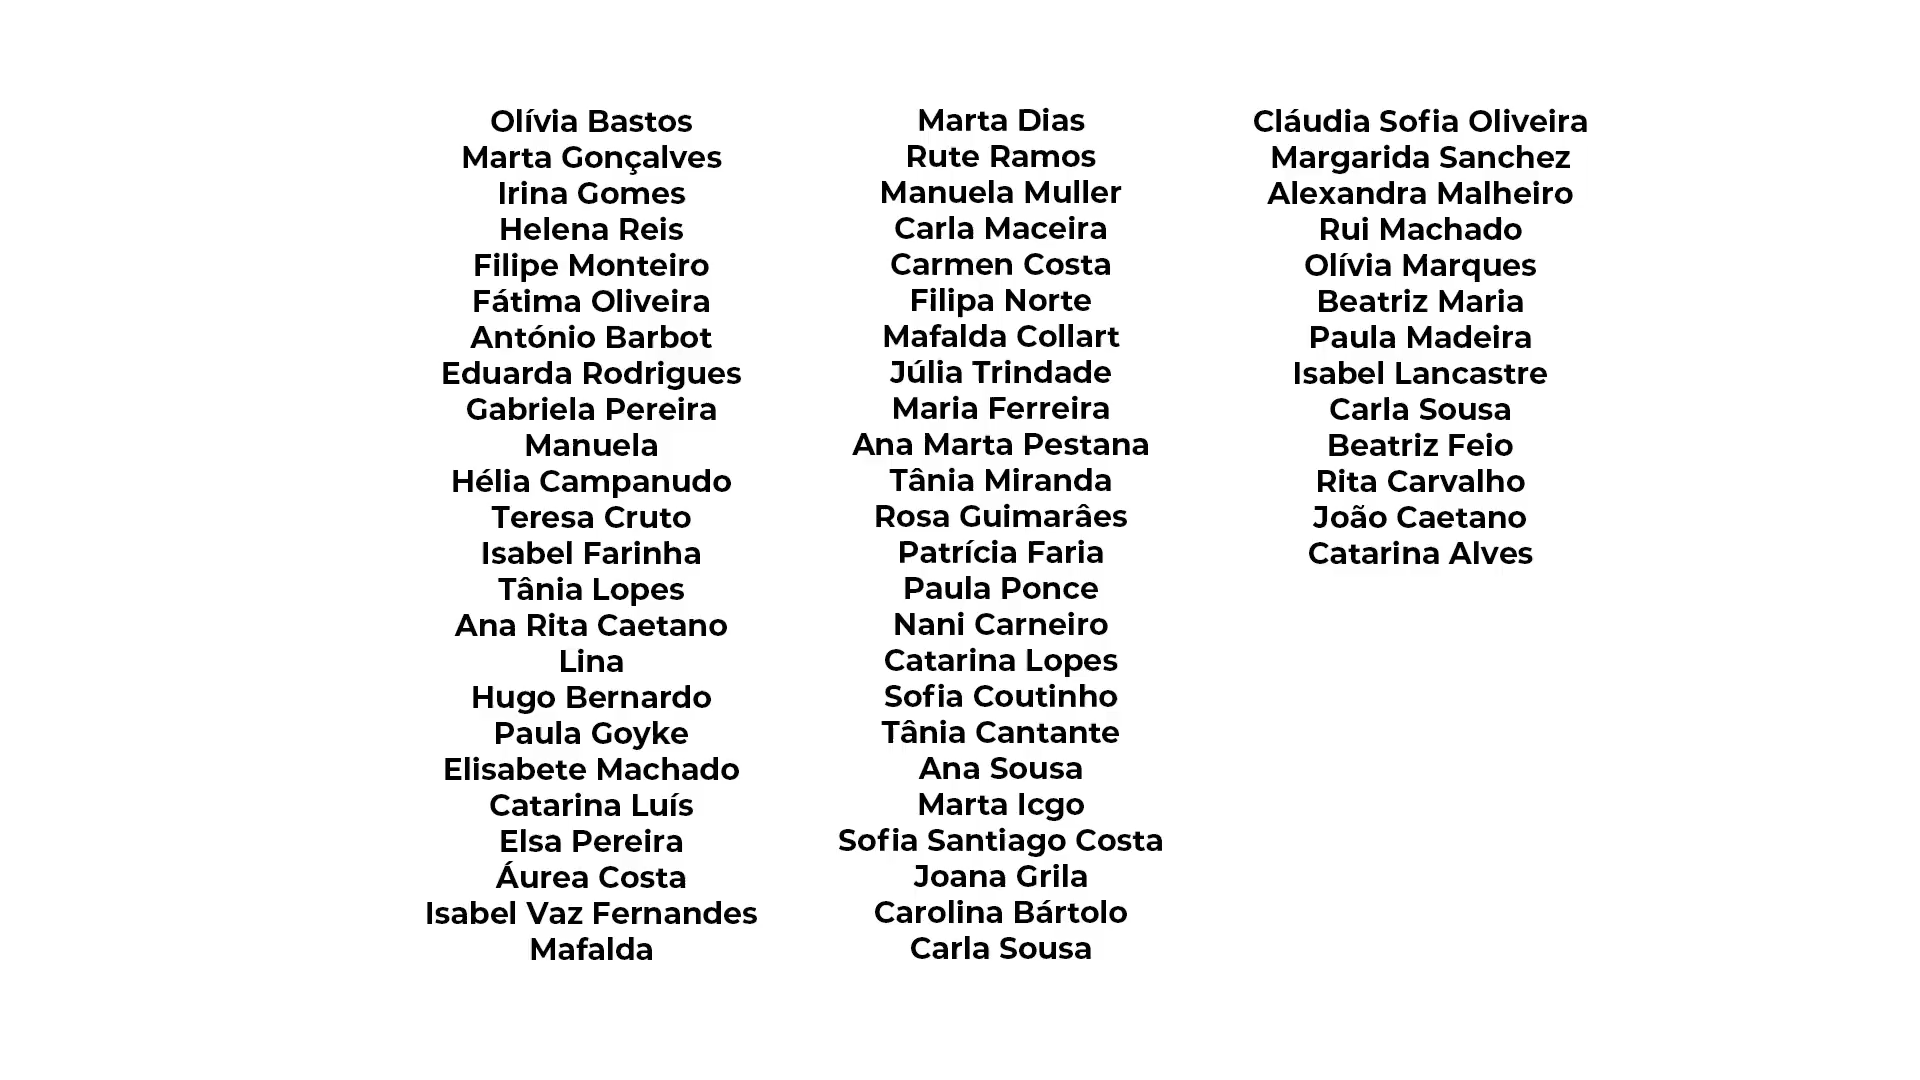 Olívia Bastos
Marta Gonçalves
Irina Gomes
Helena Reis
Filipe Monteiro
Fátima Oliveira
António Barbot
Eduarda Rodrigues
Gabriela Pereira
Manuela
Hélia Campanudo
Teresa Cruto
Isabel Farinha
Tânia Lopes
Ana Rita Caetano
Lina
Hugo Bernardo
Paula Goyke
Elisabete Machado
Catarina Luís
Elsa Pereira
Áurea Costa
Isabel Vaz Fernandes
Mafalda
Marta Dias
Rute Ramos
Manuela Muller
Carla Maceira
Carmen Costa
Filipa Norte
Mafalda Collart
Júlia Trindade
Maria Ferreira
Ana Marta Pestana
Tânia Miranda
Rosa Guimarâes
Patrícia Faria
Paula Ponce
Nani Carneiro
Catarina Lopes
Sofia Coutinho
Tânia Cantante
Ana Sousa
Marta Icgo
Sofia Santiago Costa
Joana Grila
Carolina Bártolo
Carla Sousa
Cláudia Sofia Oliveira
Margarida Sanchez
Alexandra Malheiro
Rui Machado
Olívia Marques
Beatriz Maria
Paula Madeira
Isabel Lancastre
Carla Sousa
Beatriz Feio
Rita Carvalho
João Caetano
Catarina Alves